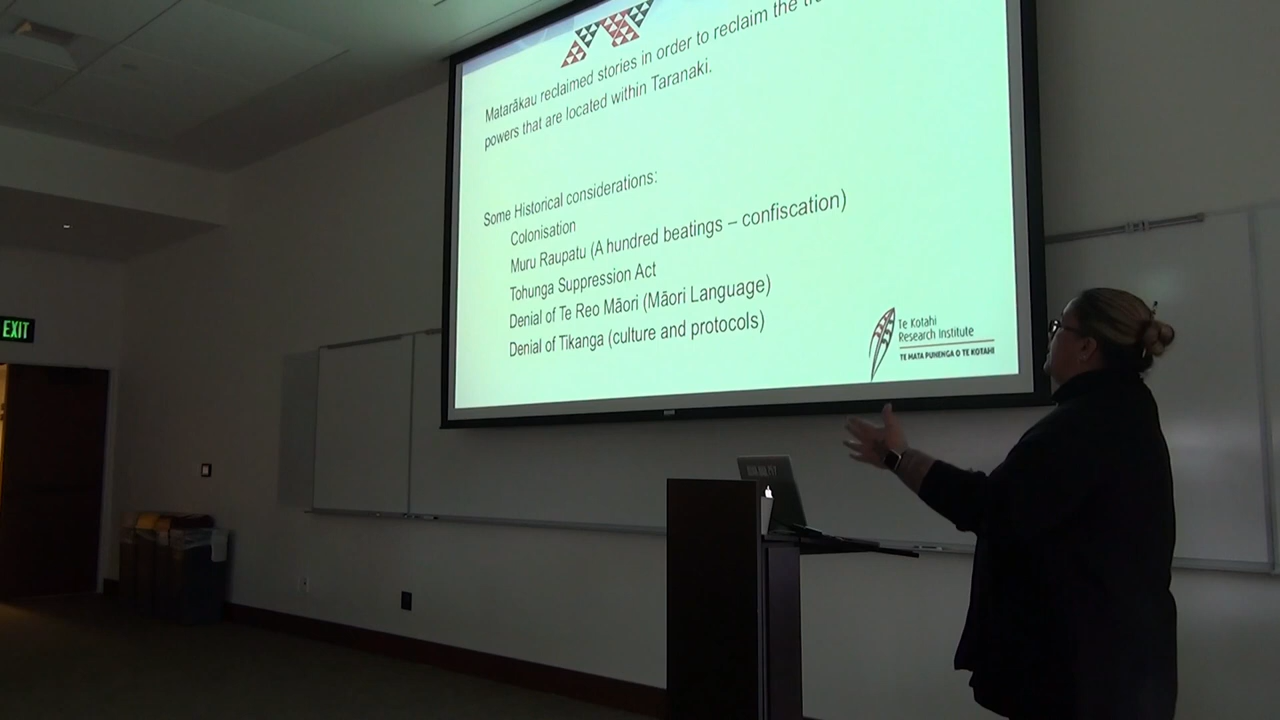 Matarākau reclaimed stories in order to reclaim the
powers that are located within Taranaki.
Some Historical considerations:
Colonisation
Muru Raupatu (A hundred beatings – confiscation)
Tohunga Suppression Act
Denial of Te Reo Māori (Māori Language)
Denial of Tikanga (culture and protocols)
Te Kotahi
Research Institute
TE MATA PUNENGA O TE KOTAHI
EXIT